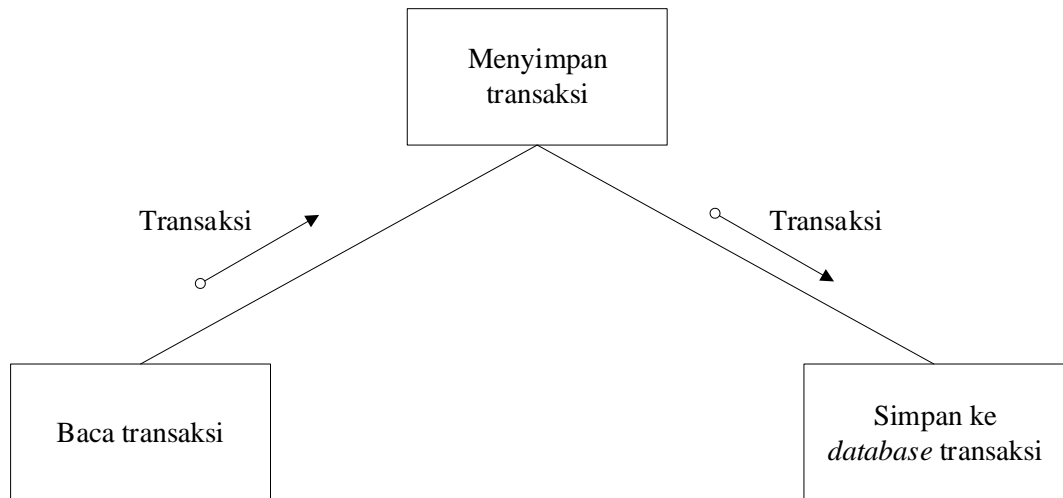 Menyimpan
transaksi
Transaksi
Transaksi
Baca transaksi
Simpan ke
database transaksi